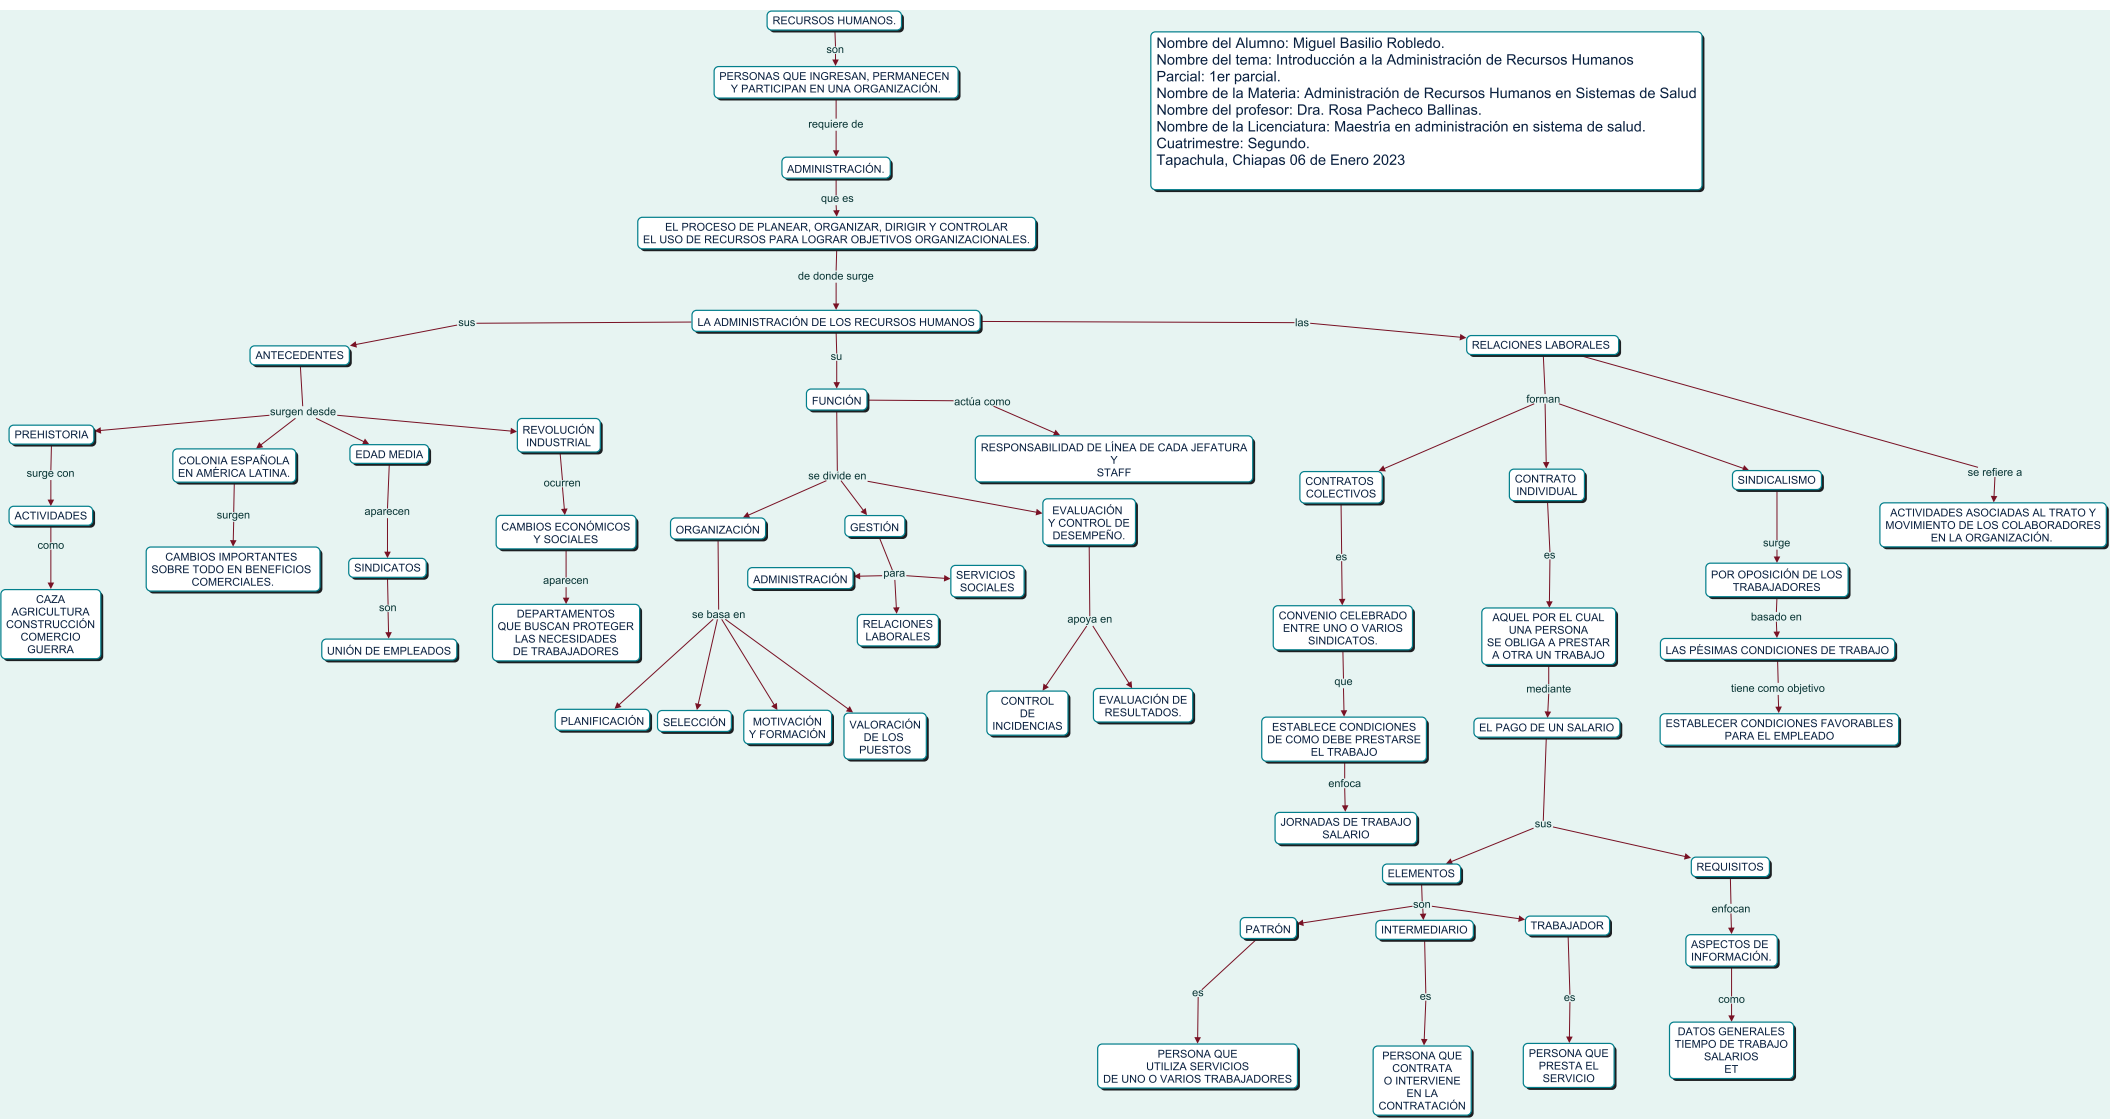 RECURSOS HUMANOS.
son
PERSONAS QUE INGRESAN, PERMANECEN
Y PARTICIPAN EN UNA ORGANIZACIÓN.
requiere de
ADMINISTRACIÓN.
que es
EL PROCESO DE PLANEAR, ORGANIZAR, DIRIGIR Y CONTROLAR
EL USO DE RECURSOS PARA LOGRAR OBJETIVOS ORGANIZACIONALES.
de donde surge
LA ADMINISTRACIÓN DE LOS RECURSOS HUMANOS
Nombre del Alumno: Miguel Basilio Robledo.
Nombre del tema: Introducción a la Administración de Recursos Humanos
Parcial: 1er parcial.
Nombre de la Materia: Administración de Recursos Humanos en Sistemas de Salud
Nombre del profesor: Dra. Rosa Pacheco Ballinas.
Nombre de la Licenciatura: Maestría en administración en sistema de salud.
Cuatrimestre: Segundo.
Tapachula, Chiapas 06 de Enero 2023
sus
ANTECEDENTES
surgen desde
PREHISTORIA
surge con
ACTIVIDADES
como
CAZA
AGRICULTURA
CONSTRUCCIÓN
COMERCIO
GUERRA
COLONIA ESPAÑOLA
EN AMÈRICA LATINA.
surgen
CAMBIOS IMPORTANTES
SOBRE TODO EN BENEFICIOS
COMERCIALES.
EDAD MEDIA
aparecen
SINDICATOS
son
UNIÓN DE EMPLEADOS
REVOLUCIÓN
INDUSTRIAL
ocurren
CAMBIOS ECONÓMICOS
Y SOCIALES
aparecen
DEPARTAMENTOS
QUE BUSCAN PROTEGER
LAS NECESIDADES
DE TRABAJADORES
su
FUNCIÓN
actúa como
RESPONSABILIDAD DE LÍNEA DE CADA JEFATURA
Y
STAFF
se divide en
ORGANIZACIÓN
se basa en
PLANIFICACIÓN
SELECCIÓN
MOTIVACIÓN
Y FORMACIÓN
VALORACIÓN
DE LOS
PUESTOS
GESTIÓN
para
ADMINISTRACIÓN
SERVICIOS
SOCIALES
RELACIONES
LABORALES
EVALUACIÓN
Y CONTROL DE
DESEMPEÑO.
apoya en
CONTROL
DE
INCIDENCIAS
EVALUACIÓN DE
RESULTADOS.
las
RELACIONES LABORALES
forman
CONTRATOS
COLECTIVOS
es
CONVENIO CELEBRADO
ENTRE UNO O VARIOS
SINDICATOS.
que
ESTABLECE CONDICIONES
DE COMO DEBE PRESTARSE
EL TRABAJO
enfoca
JORNADAS DE TRABAJO
SALARIO
CONTRATO
INDIVIDUAL
es
AQUEL POR EL CUAL
UNA PERSONA
SE OBLIGA A PRESTAR
A OTRA UN TRABAJO
mediante
EL PAGO DE UN SALARIO
sus
ELEMENTOS
son
PATRÓN
es
PERSONA QUE
UTILIZA SERVICIOS
DE UNO O VARIOS TRABAJADORES
INTERMEDIARIO
es
PERSONA QUE
CONTRATA
O INTERVIENE
EN LA
CONTRATACIÓN
TRABAJADOR
es
PERSONA QUE
PRESTA EL
SERVICIO
REQUISITOS
enfocan
ASPECTOS DE
INFORMACIÓN.
como
DATOS GENERALES
TIEMPO DE TRABAJO
SALARIOS
ET
SINDICALISMO
surge
POR OPOSICIÓN DE LOS
TRABAJADORES
basado en
LAS PÈSIMAS CONDICIONES DE TRABAJO
tiene como objetivo
ESTABLECER CONDICIONES FAVORABLES
PARA EL EMPLEADO
se refiere a
ACTIVIDADES ASOCIADAS AL TRATO Y
MOVIMIENTO DE LOS COLABORADORES
EN LA ORGANIZACIÓN.